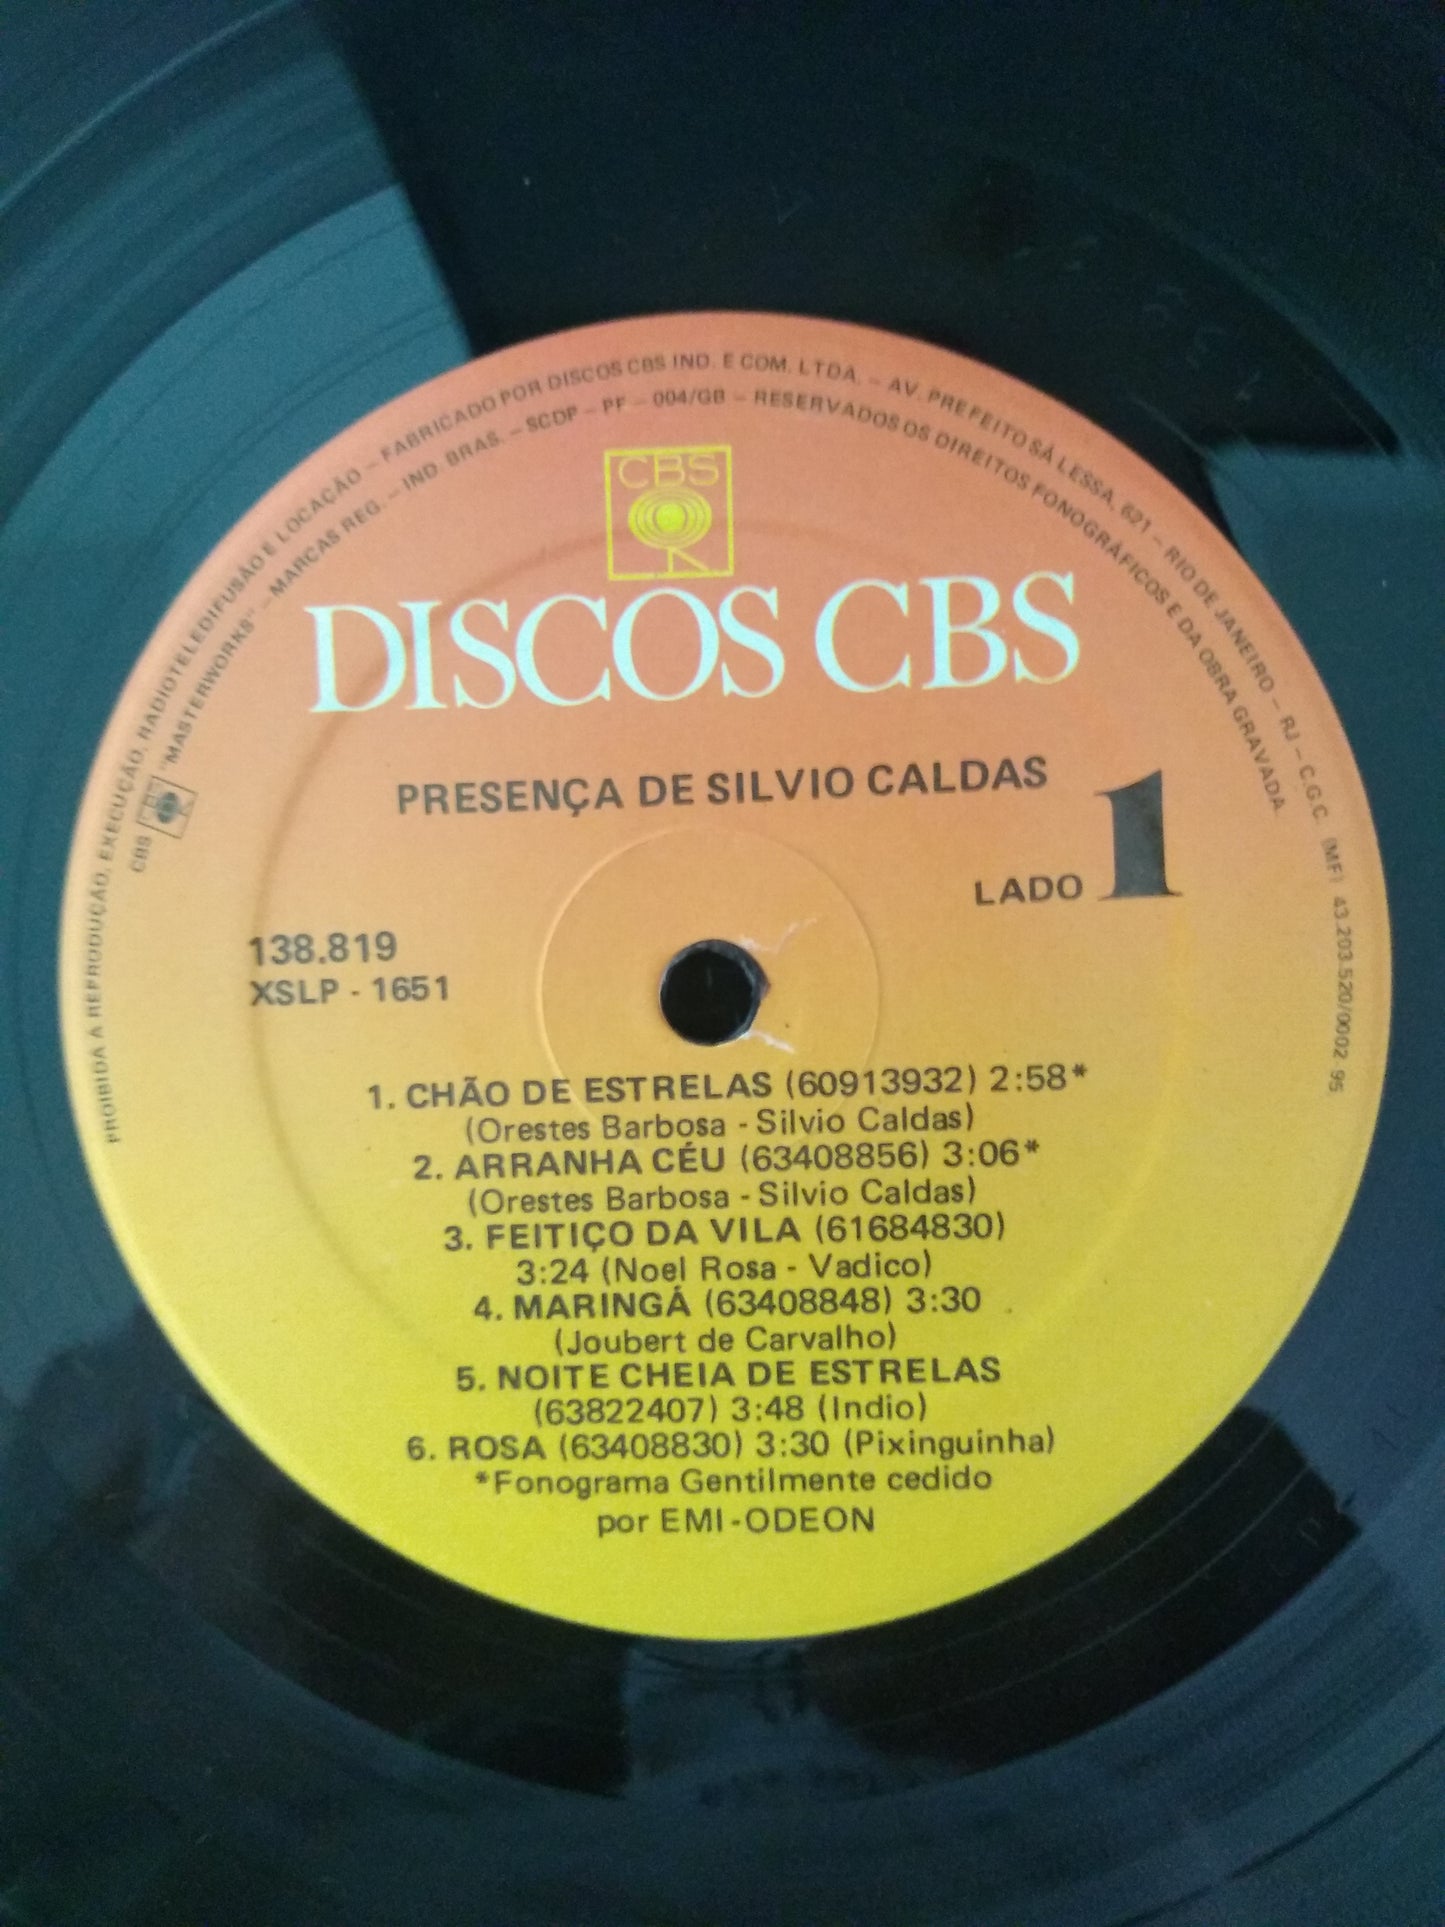 PROIBIDA A REPRODUÇÃO, EXECUÇÃO, RADIOTELEDIFUSÃO E LOCAÇÃO – FABRICADO POR DISCOS CBS IND. E COM. LTDA. – AV. PREFEITO SÁ LESSA, 621 – RIO DE JANEIRO – RJ – C.G.C. (MF) 43.203.520/0002 95
CBS "MASTERWORKS" – MARCAS REG. – IND. BRAS. – SCDP – PF – 004/GB – RESERVADOS OS DIREITOS FONOGRÁFICOS E DA OBRA GRAVADA.
CBS
DISCOS CBS
PRESENÇA DE SILVIO CALDAS
LADO 1
138.819
XSLP - 1651
1. CHÃO DE ESTRELAS (60913932) 2:58*
(Orestes Barbosa - Silvio Caldas)
2. ARRANHA CÉU (63408856) 3:06*
(Orestes Barbosa - Silvio Caldas)
3. FEITIÇO DA VILA (61684830)
3:24 (Noel Rosa - Vadico)
4. MARINGÁ (63408848) 3:30
(Joubert de Carvalho)
5. NOITE CHEIA DE ESTRELAS
(63822407) 3:48 (Indio)
6. ROSA (63408830) 3:30 (Pixinguinha)
*Fonograma Gentilmente cedido
por EMI-ODEON